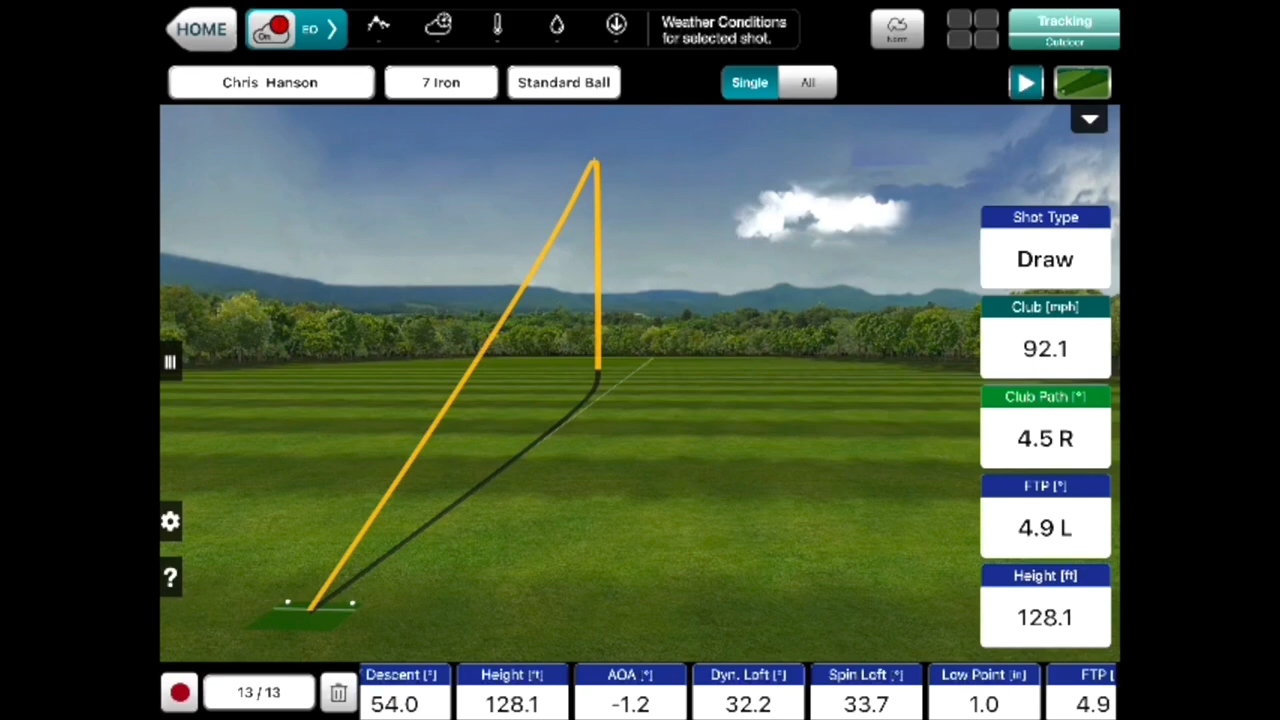 HOME
On
EO
Weather Conditions
for selected shot.
Norm
Tracking
Outdoor
Chris Hanson
7 Iron
Standard Ball
Single
All
Shot Type
Draw
Club [mph]
92.1
Club Path [°]
4.5 R
FTP [°]
4.9 L
Height [ft]
128.1
?
13 / 13
Descent [°]
54.0
Height [ft]
128.1
AOA [°]
-1.2
Dyn. Loft [°]
32.2
Spin Loft [°]
33.7
Low Point [in]
1.0
FTP [
4.9